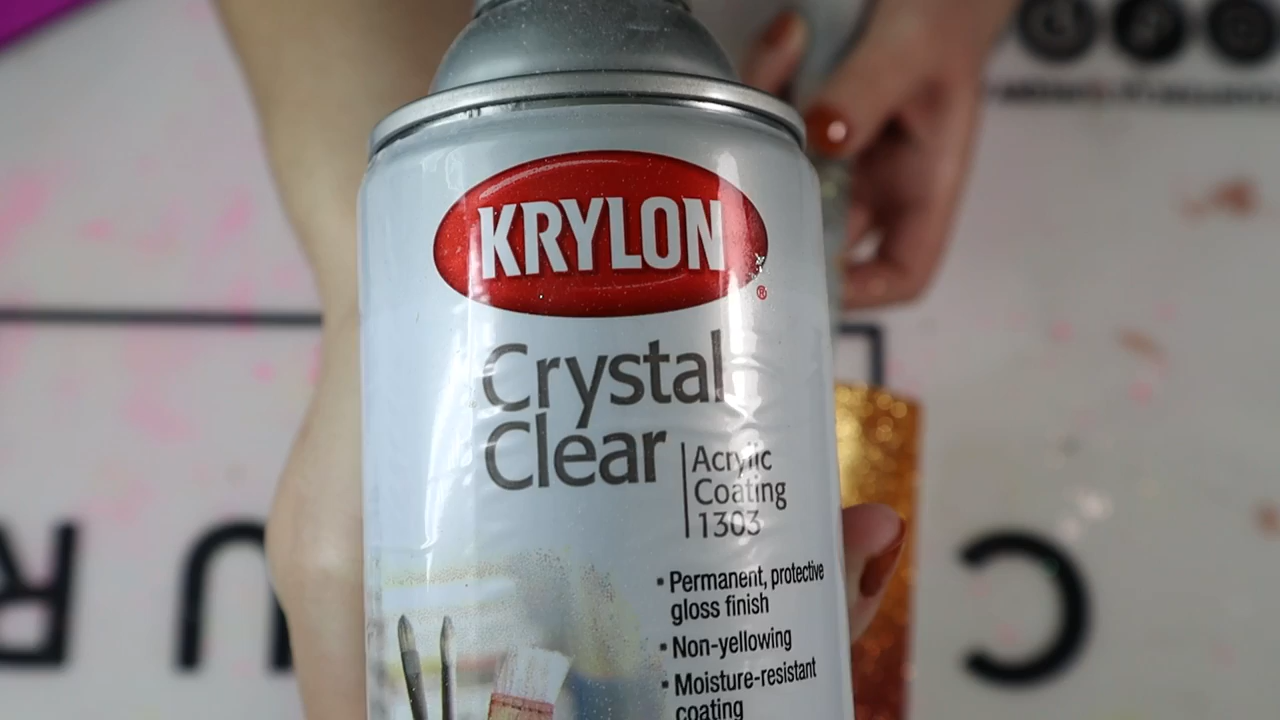 KRYLON
®
Crystal
Clear
Acrylic
Coating
1303
• Permanent, protective
gloss finish
• Non-yellowing
• Moisture-resistant
coating
R U C